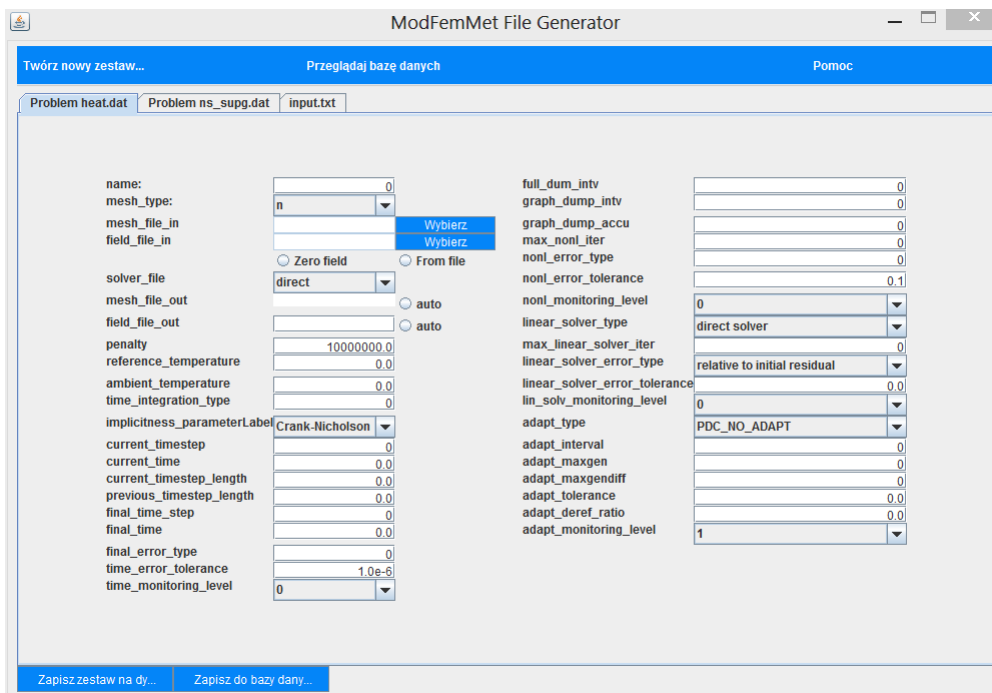 ModFemMet File Generator
Twórz nowy zestaw... Przeglądaj bazę danych Pomoc
Problem heat.dat Problem ns_supg.dat input.txt
name: 0
mesh_type: n
mesh_file_in Wybierz
field_file_in Wybierz
Zero field From file
solver_file direct
mesh_file_out auto
field_file_out auto
penalty 10000000.0
reference_temperature 0.0
ambient_temperature 0.0
time_integration_type 0
implicitness_parameterLabel Crank-Nicholson
current_timestep 0
current_time 0.0
current_timestep_length 0.0
previous_timestep_length 0.0
final_time_step 0
final_time 0.0
final_error_type 0
time_error_tolerance 1.0e-6
time_monitoring_level 0
full_dum_intv 0
graph_dump_intv 0
graph_dump_accu 0
max_nonl_iter 0
nonl_error_type 0
nonl_error_tolerance 0.1
nonl_monitoring_level 0
linear_solver_type direct solver
max_linear_solver_iter 0
linear_solver_error_type relative to initial residual
linear_solver_error_tolerance 0.0
lin_solv_monitoring_level 0
adapt_type PDC_NO_ADAPT
adapt_interval 0
adapt_maxgen 0
adapt_maxgendiff 0
adapt_tolerance 0.0
adapt_deref_ratio 0.0
adapt_monitoring_level 1
Zapisz zestaw na dy... Zapisz do bazy dany...